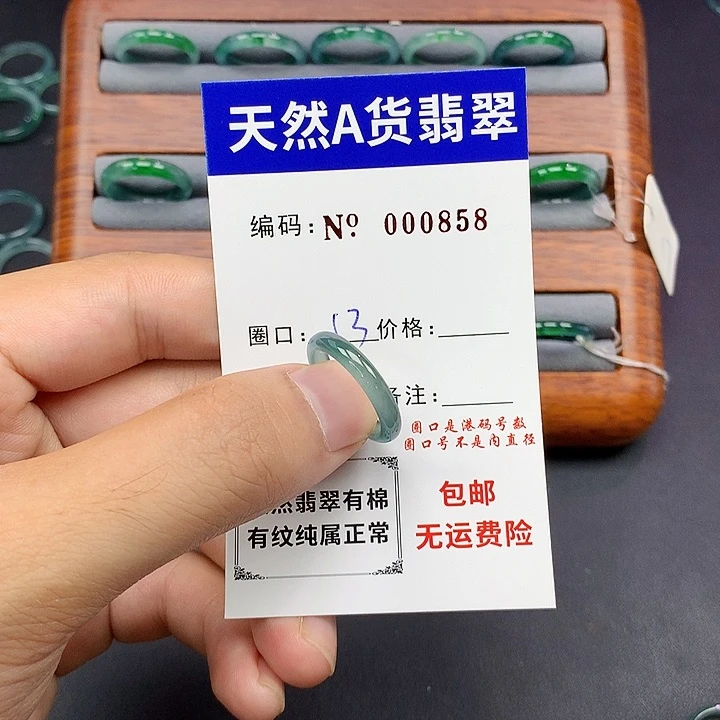 天然A货翡翠
编码: Nº. 000858
圈口: 13 价格:
备注:
圈口是港码号数
圈口号不是内直径
然翡翠有棉
有纹纯属正常
包邮
无运费险